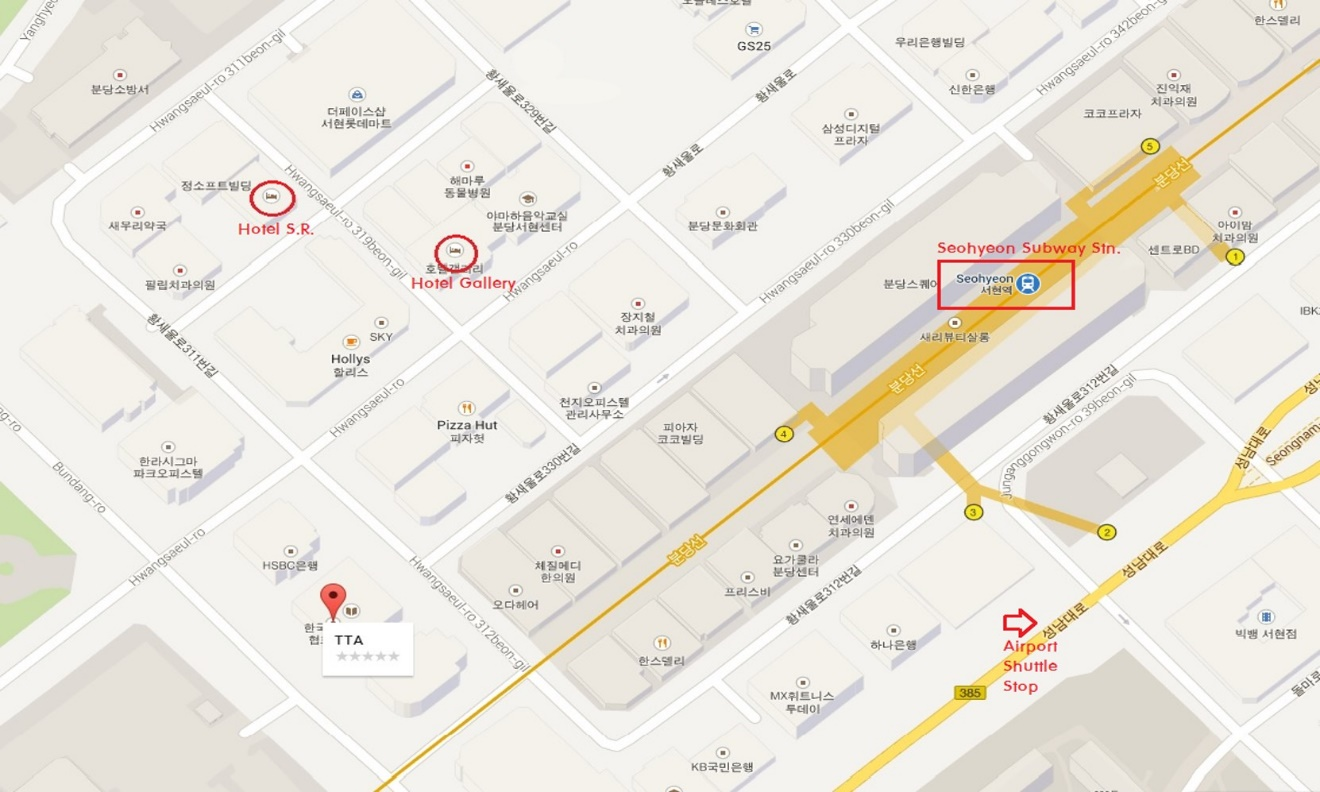 Yanghyeo
Hwangsaeul-ro 311beon-gil
분당소방서
더페이스샵
서현롯데마트
황새울로329번길
GS25
황새울로
우리은행빌딩
신한은행
Hwangsaeul-ro 342beon-g
한스델리
진익재
치과의원
코코프라자
삼성디지털
프라자
5
분당선
정소프트빌딩
Hotel S.R.
새우리약국
필립치과의원
Hwangsaeul-ro 319beon-gil
해마루
동물병원
야마하음악교실
분당서현센터
Hotel Gallery
Hwangsaeul-ro
황새울로
분당문화회관
Hwangsaeul-ro 330beon-gil
아이맘
치과의원
센트로BD
1
Seohyeon Subway Stn.
분당스퀘어
Seohyeon
서현역
새리뷰티살롱
분당선
IBK
황새울로311번길
SKY
Hollys
할리스
장지철
치과의원
천지오피스텔
관리사무소
Hwangsaeul-ro
Pizza Hut
피자헛
황새울로330번길
피아자
코코빌딩
4
황새울로312번길
Junganggongwon-ro 39beon-gil
성남대로
Seongnam-
한라시그마
파크오피스텔
Bundang-ro
Hwangsaeul-ro
3
2
연세에덴
치과의원
요가쿨라
분당센터
프리스비
분당선
체질메디
한의원
오다헤어
HSBC은행
TTA
Hwangsaeul-ro 312beon-gil
황새울로312번길
성남대로
성남대로
Airport
Shuttle
Stop
385
빅뱅 서현점
하나은행
한스델리
MX휘트니스
투데이
KB국민은행
돌마로